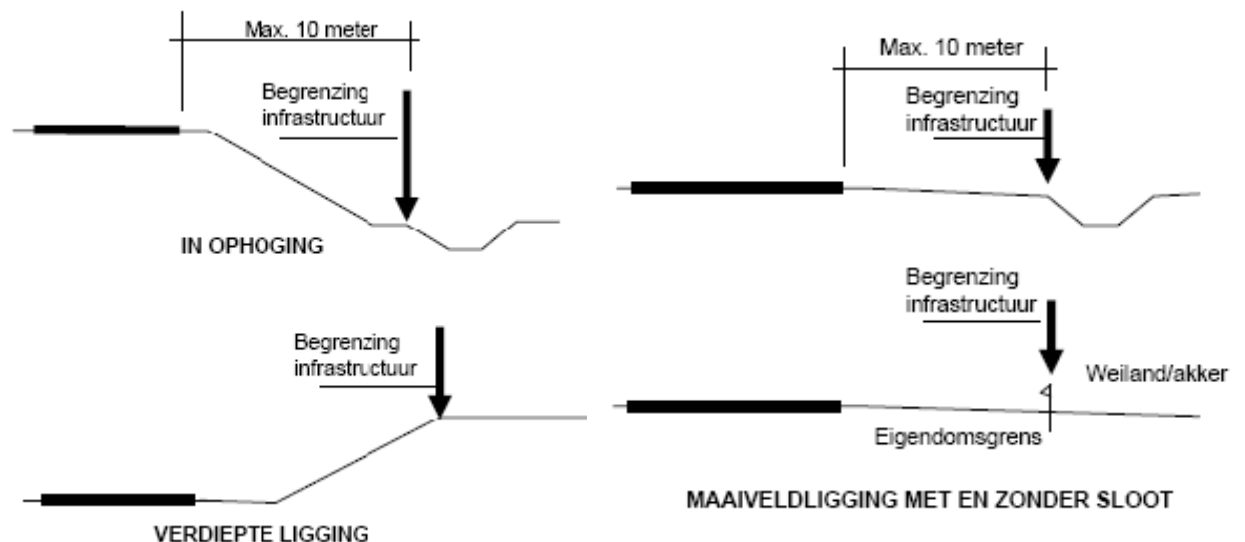 Max. 10 meter
Begrenzing
infrastructuur
IN OPHOGING
Begrenzing
infrastructuur
VERDIEPTE LIGGING
Max. 10 meter
Begrenzing
infrastructuur
Begrenzing
infrastructuur
Weiland/akker
Eigendomsgrens
MAAIVELDLIGGING MET EN ZONDER SLOOT